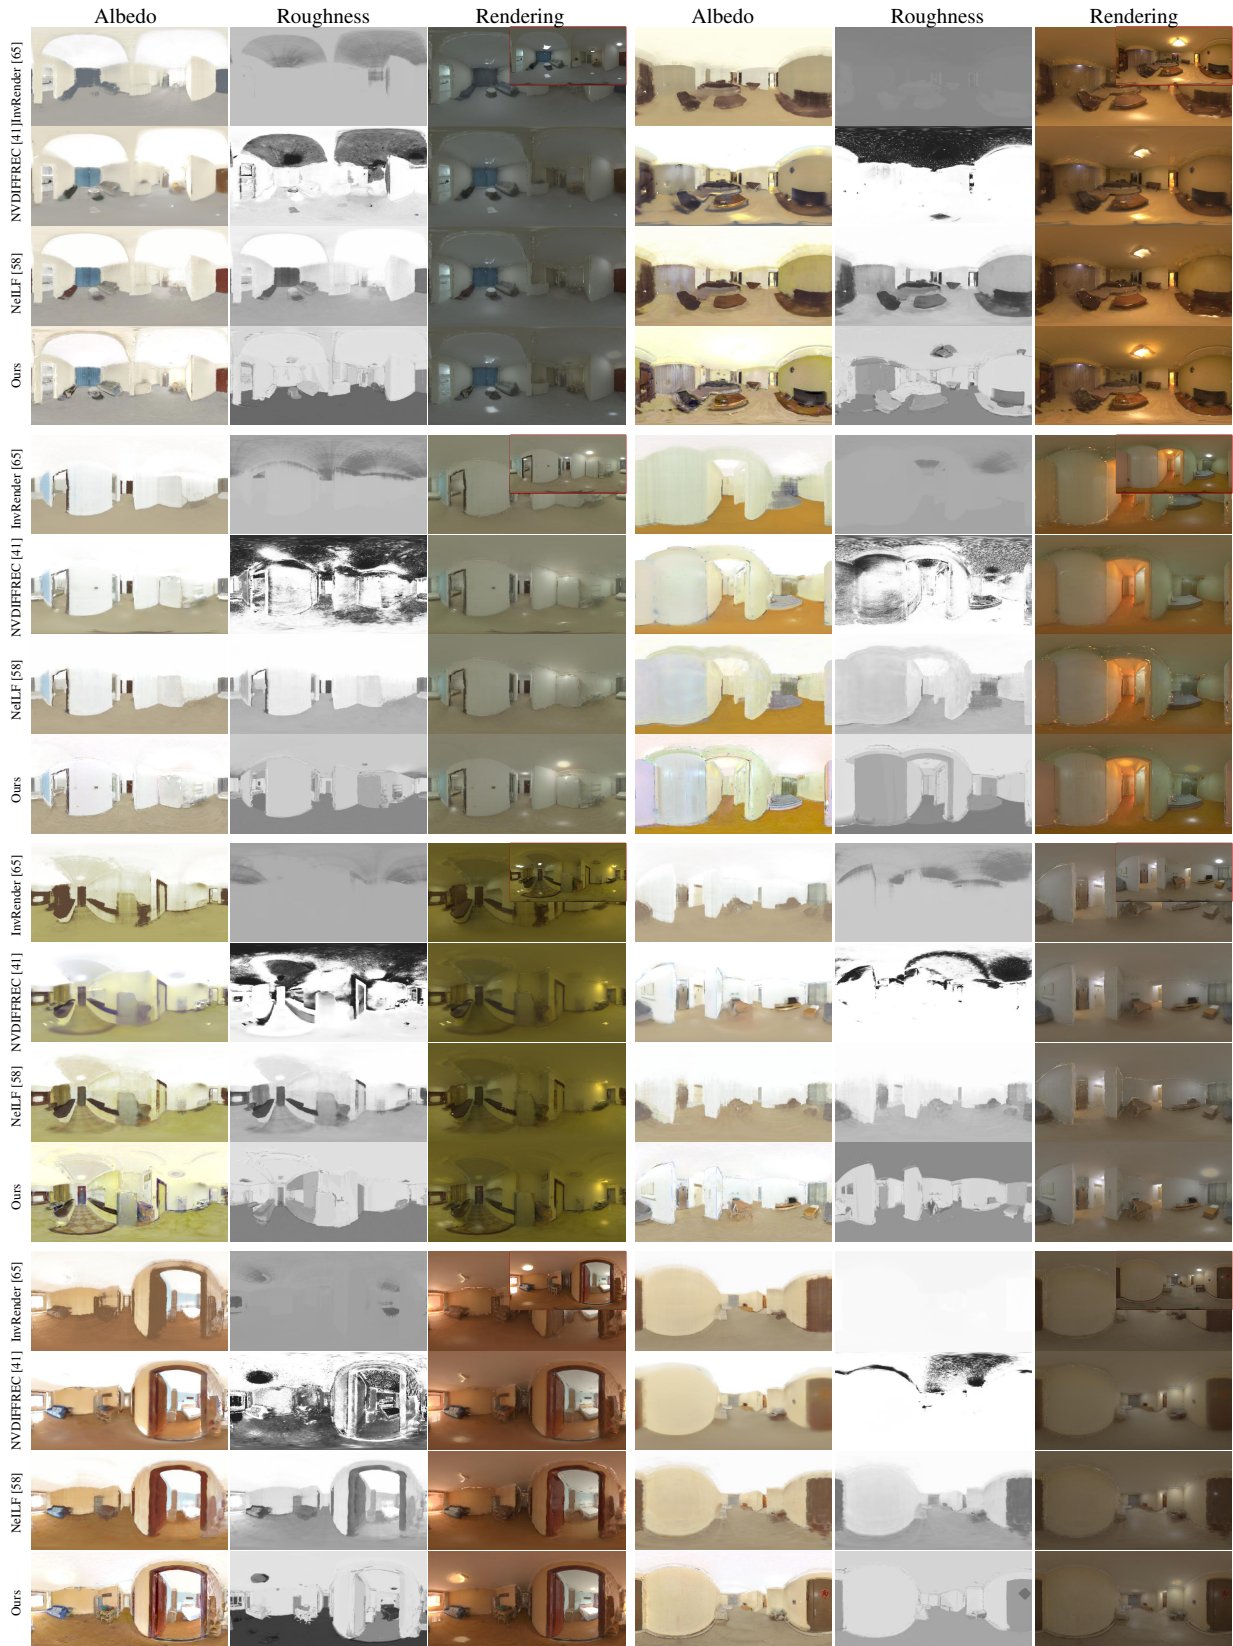 Albedo Roughness Rendering Albedo Roughness Rendering
InvRender [65]
NVDIFFREC [41]
NeILF [58]
Ours
InvRender [65]
NVDIFFREC [41]
NeILF [58]
Ours
InvRender [65]
NVDIFFREC [41]
NeILF [58]
Ours
InvRender [65]
NVDIFFREC [41]
NeILF [58]
Ours